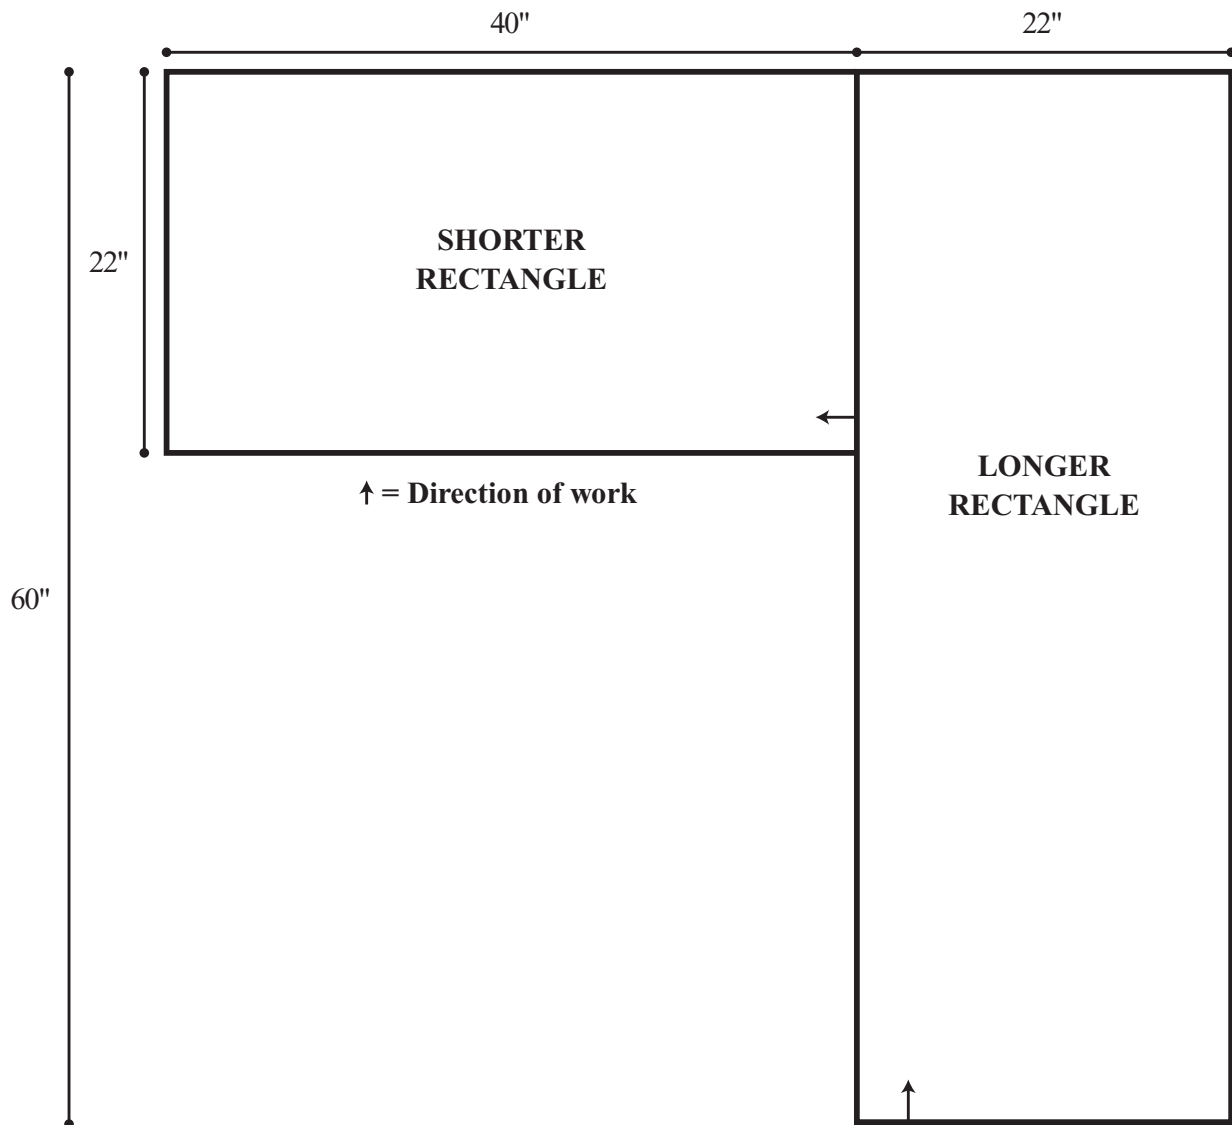 40" 22"
SHORTER
RECTANGLE
22"
↑ = Direction of work
LONGER
RECTANGLE
60"